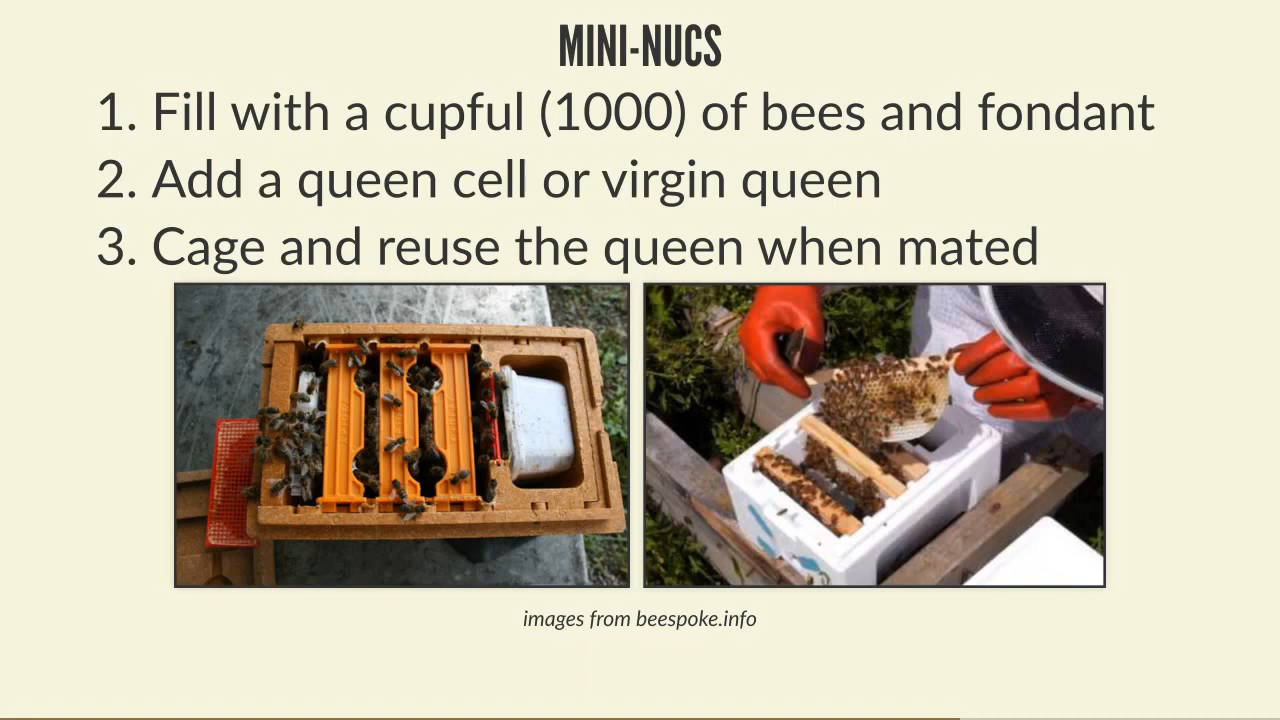 MINI-NUCS
1. Fill with a cupful (1000) of bees and fondant
2. Add a queen cell or virgin queen
3. Cage and reuse the queen when mated
images from beespoke.info